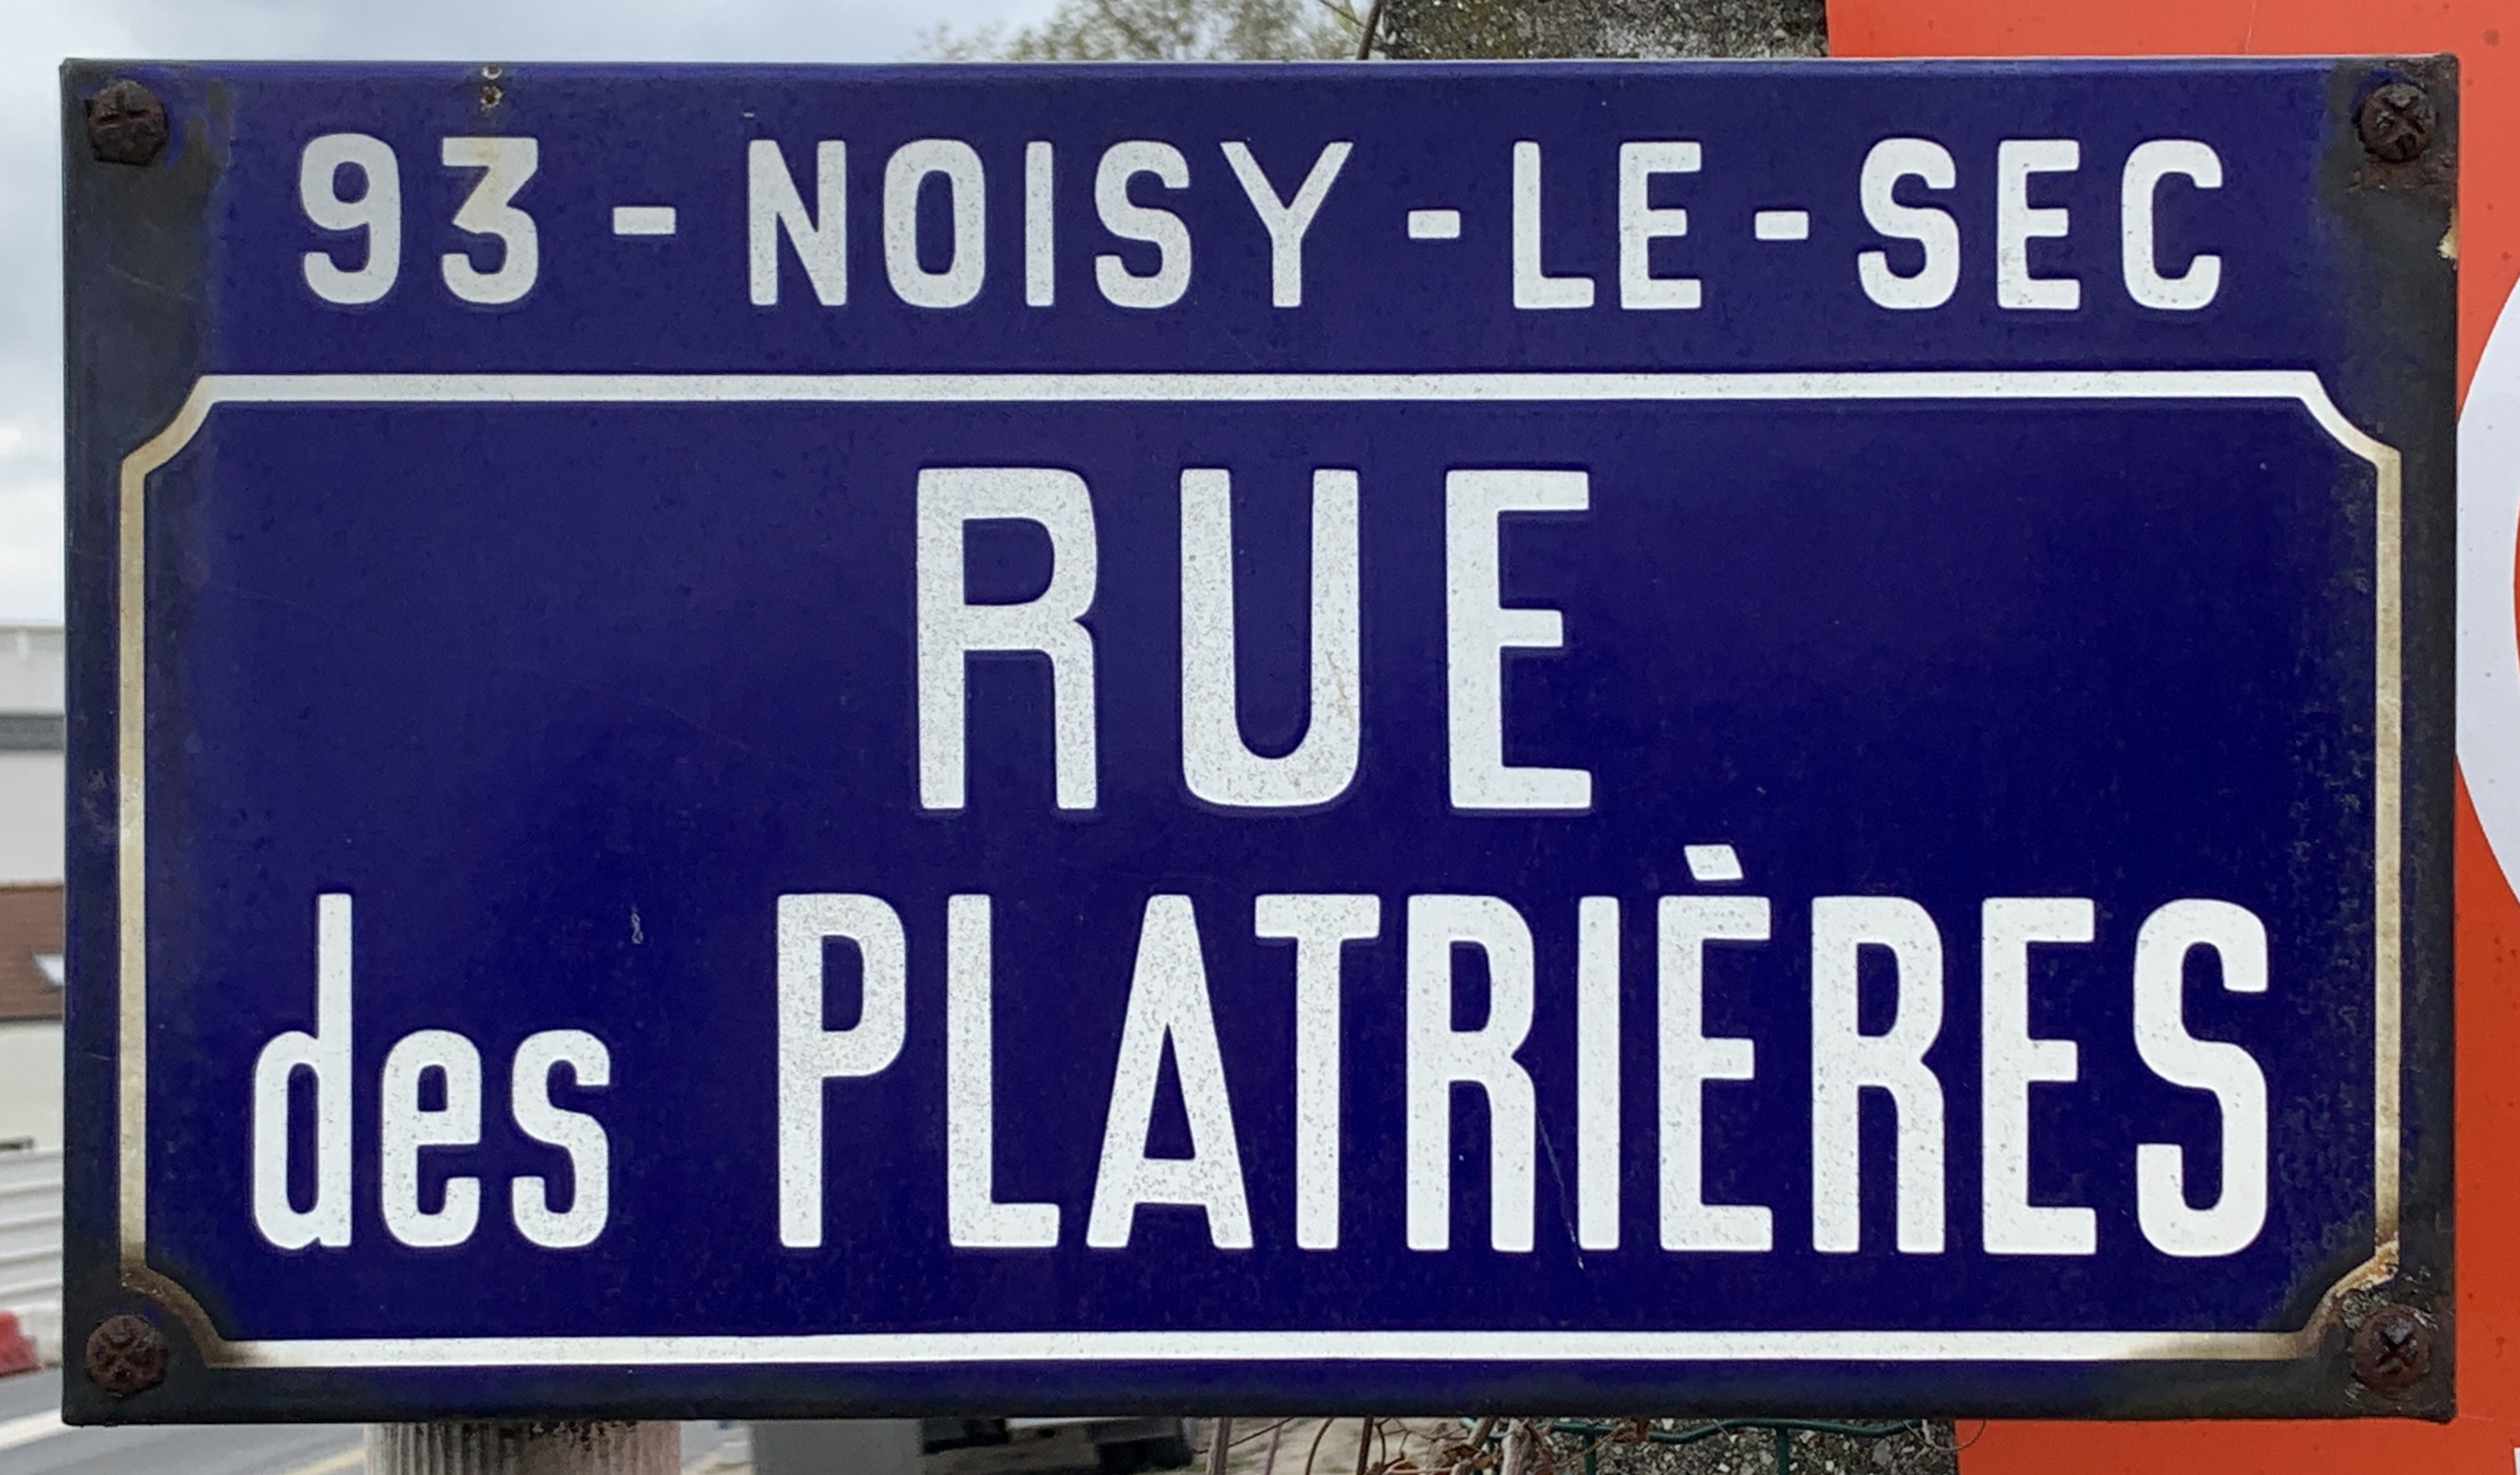 93 - NOISY - LE - SEC
RUE
des PLATRIÈRES